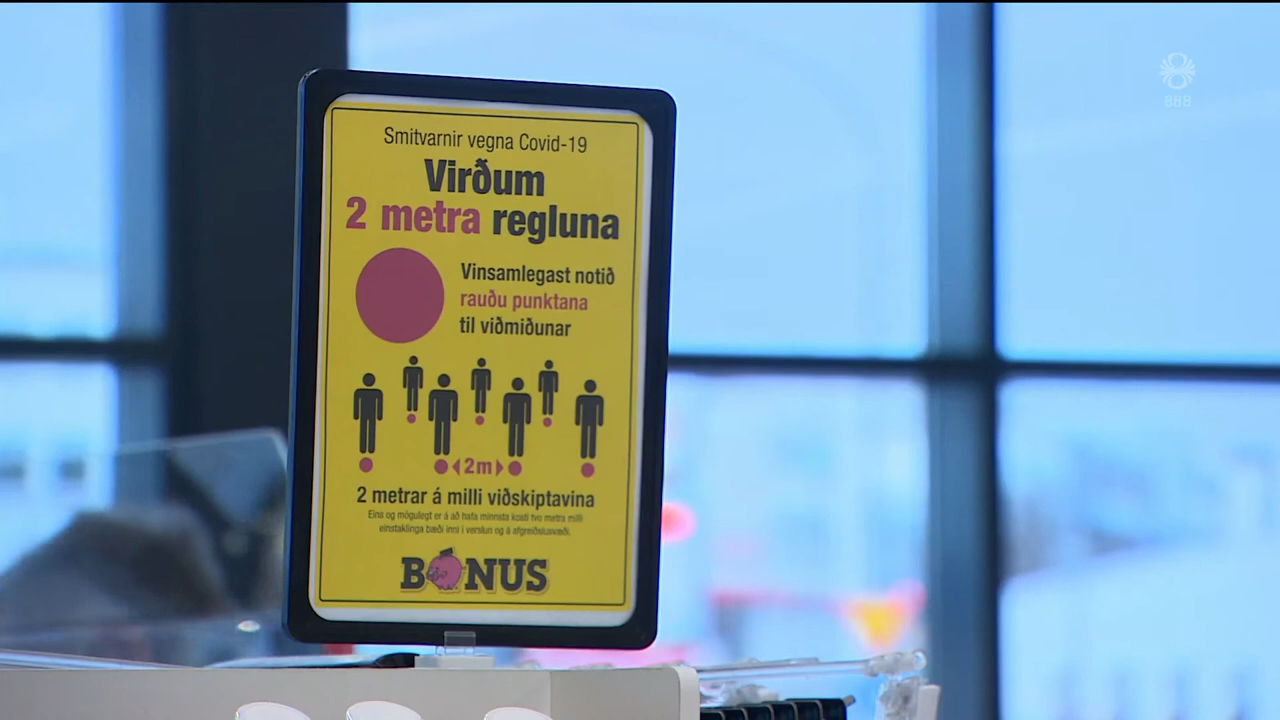 888
Smitvarnir vegna Covid-19
Virðum
2 metra regluna
Vinsamlegast notið
rauðu punktana
til viðmiðunar
2m
2 metrar á milli viðskiptavina
Eins og mögulegt er á að hafa minnsta kosti tvo metra milli
einstaklinga bæði inni í verslun og á afgreiðslusvæði.
BONUS